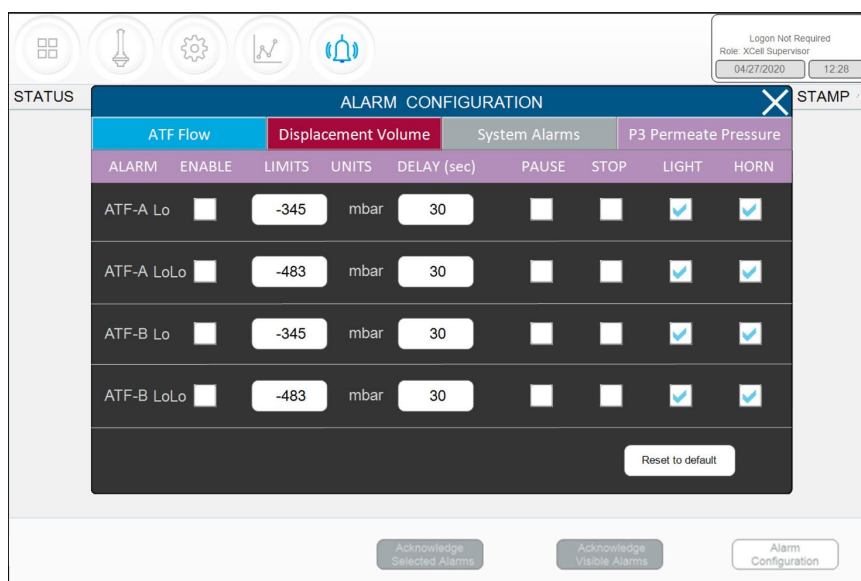 Logon Not Required
Role: XCell Supervisor
04/27/2020 12:28
STATUS STAMP
ALARM CONFIGURATION
ATF Flow Displacement Volume System Alarms P3 Permeate Pressure
ALARM ENABLE LIMITS UNITS DELAY (sec) PAUSE STOP LIGHT HORN
ATF-A Lo -345 mbar 30
ATF-A LoLo -483 mbar 30
ATF-B Lo -345 mbar 30
ATF-B LoLo -483 mbar 30
Reset to default
Acknowledge Acknowledge Alarm
Selected Alarms Visible Alarms Configuration